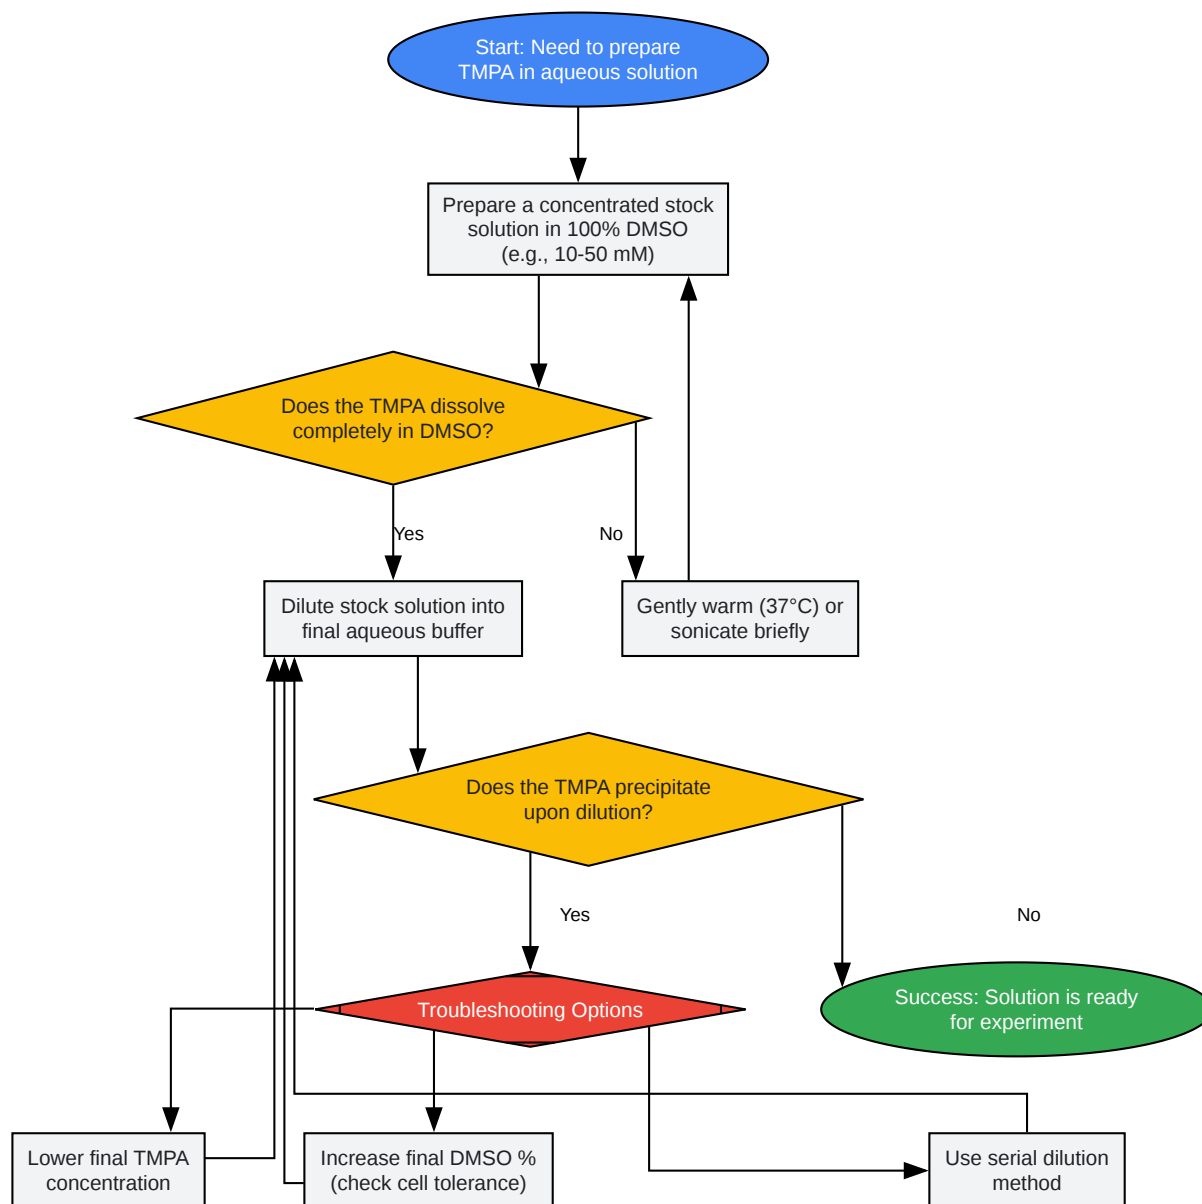 Start: Need to prepare
TMPA in aqueous solution
Prepare a concentrated stock
solution in 100% DMSO
(e.g., 10-50 mM)
Does the TMPA dissolve
completely in DMSO?
Yes
No
Dilute stock solution into
final aqueous buffer
Gently warm (37°C) or
sonicate briefly
Does the TMPA precipitate
upon dilution?
Yes
No
Troubleshooting Options
Success: Solution is ready
for experiment
Lower final TMPA
concentration
Increase final DMSO %
(check cell tolerance)
Use serial dilution
method